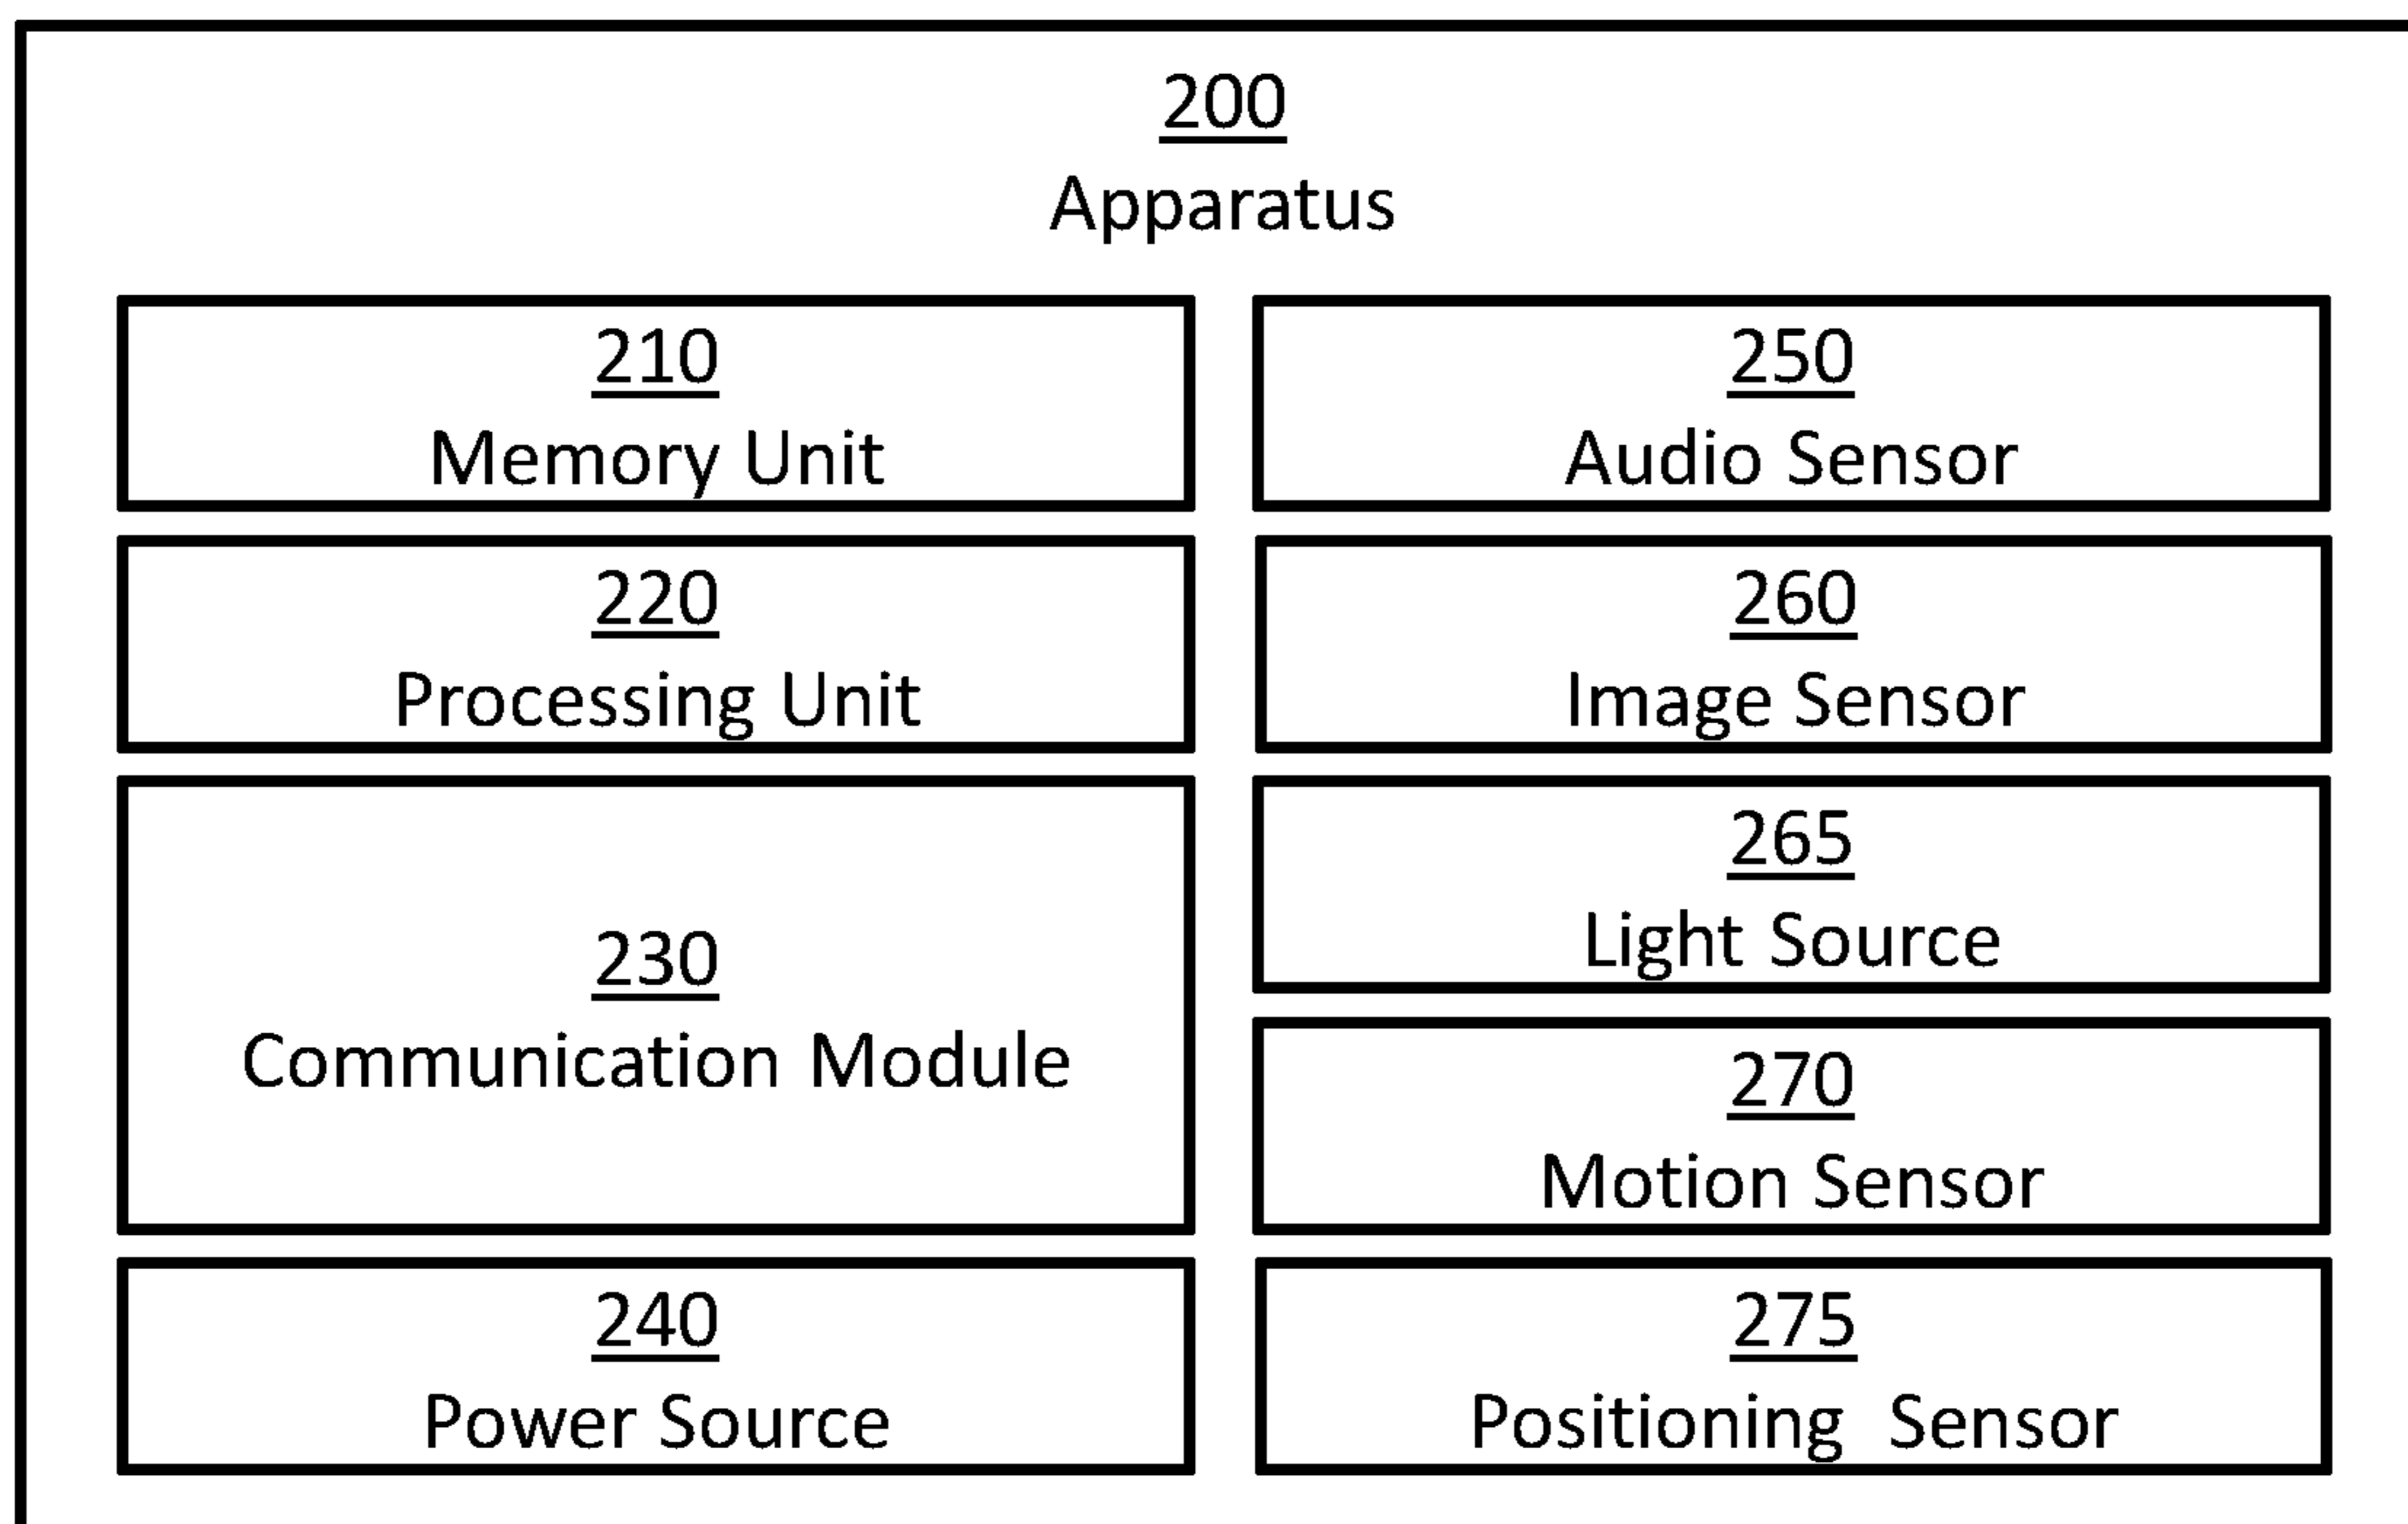 200
Apparatus
210
Memory Unit
250
Audio Sensor
220
Processing Unit
260
Image Sensor
230
Communication Module
265
Light Source
270
Motion Sensor
240
Power Source
275
Positioning Sensor